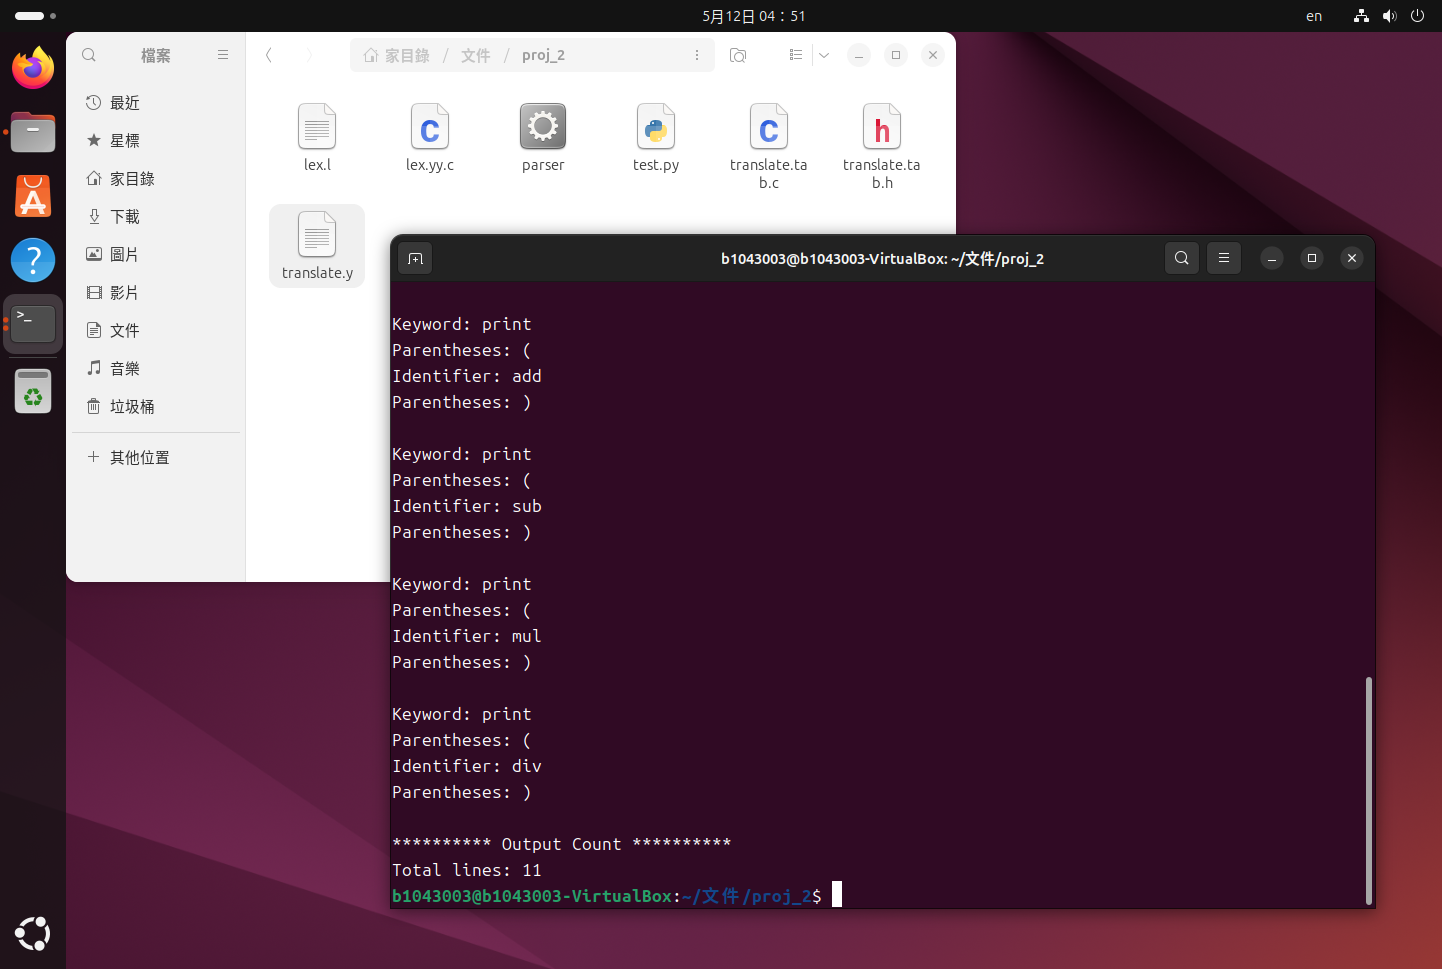 5月12日 04：51
en
檔案
家目錄 / 文件 / proj_2
最近
星標
家目錄
下載
圖片
影片
文件
音樂
垃圾桶
其他位置
lex.l
lex.yy.c
parser
test.py
translate.ta
b.c
translate.ta
b.h
translate.y
b1043003@b1043003-VirtualBox: ~/文件/proj_2
Keyword: print
Parentheses: (
Identifier: add
Parentheses: )
Keyword: print
Parentheses: (
Identifier: sub
Parentheses: )
Keyword: print
Parentheses: (
Identifier: mul
Parentheses: )
Keyword: print
Parentheses: (
Identifier: div
Parentheses: )
********** Output Count **********
Total lines: 11
b1043003@b1043003-VirtualBox:~/文件/proj_2$